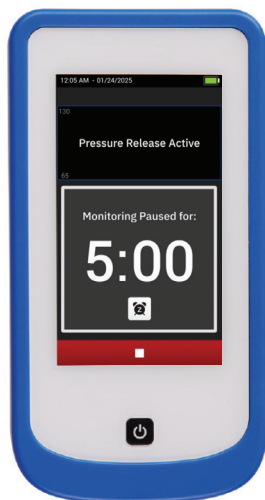 12:05 AM - 01/24/2025
130
Pressure Release Active
65
Monitoring Paused for:
5:00